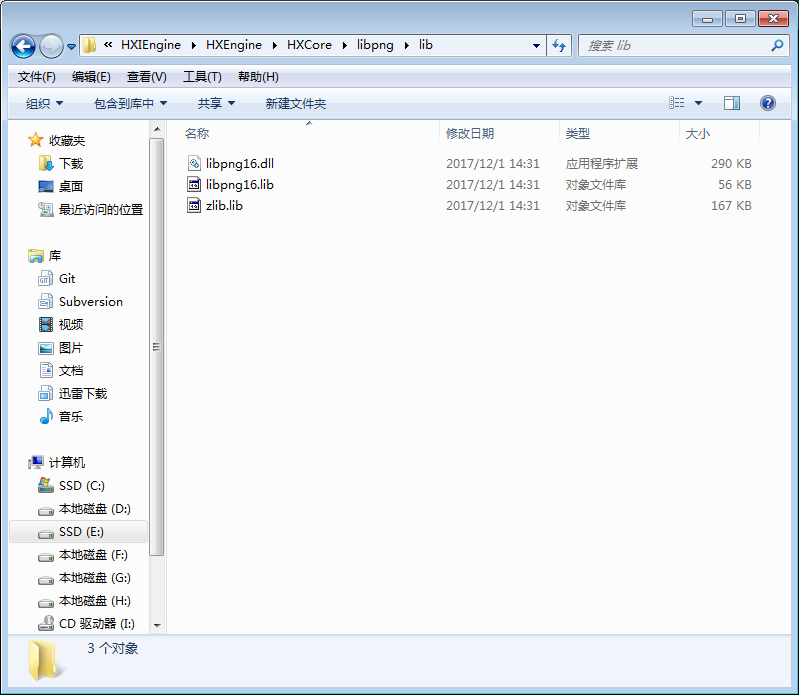 « HXIEngine ▸ HXEngine ▸ HXCore ▸ libpng ▸ lib
搜索 lib
文件(F) 编辑(E) 查看(V) 工具(T) 帮助(H)
组织 包含到库中 共享 新建文件夹
名称 修改日期 类型 大小
libpng16.dll 2017/12/1 14:31 应用程序扩展 290 KB
libpng16.lib 2017/12/1 14:31 对象文件库 56 KB
zlib.lib 2017/12/1 14:31 对象文件库 167 KB
收藏夹
下载
桌面
最近访问的位置
库
Git
Subversion
视频
图片
文档
迅雷下载
音乐
计算机
SSD (C:)
本地磁盘 (D:)
SSD (E:)
本地磁盘 (F:)
本地磁盘 (G:)
本地磁盘 (H:)
CD 驱动器 (I:)
3 个对象